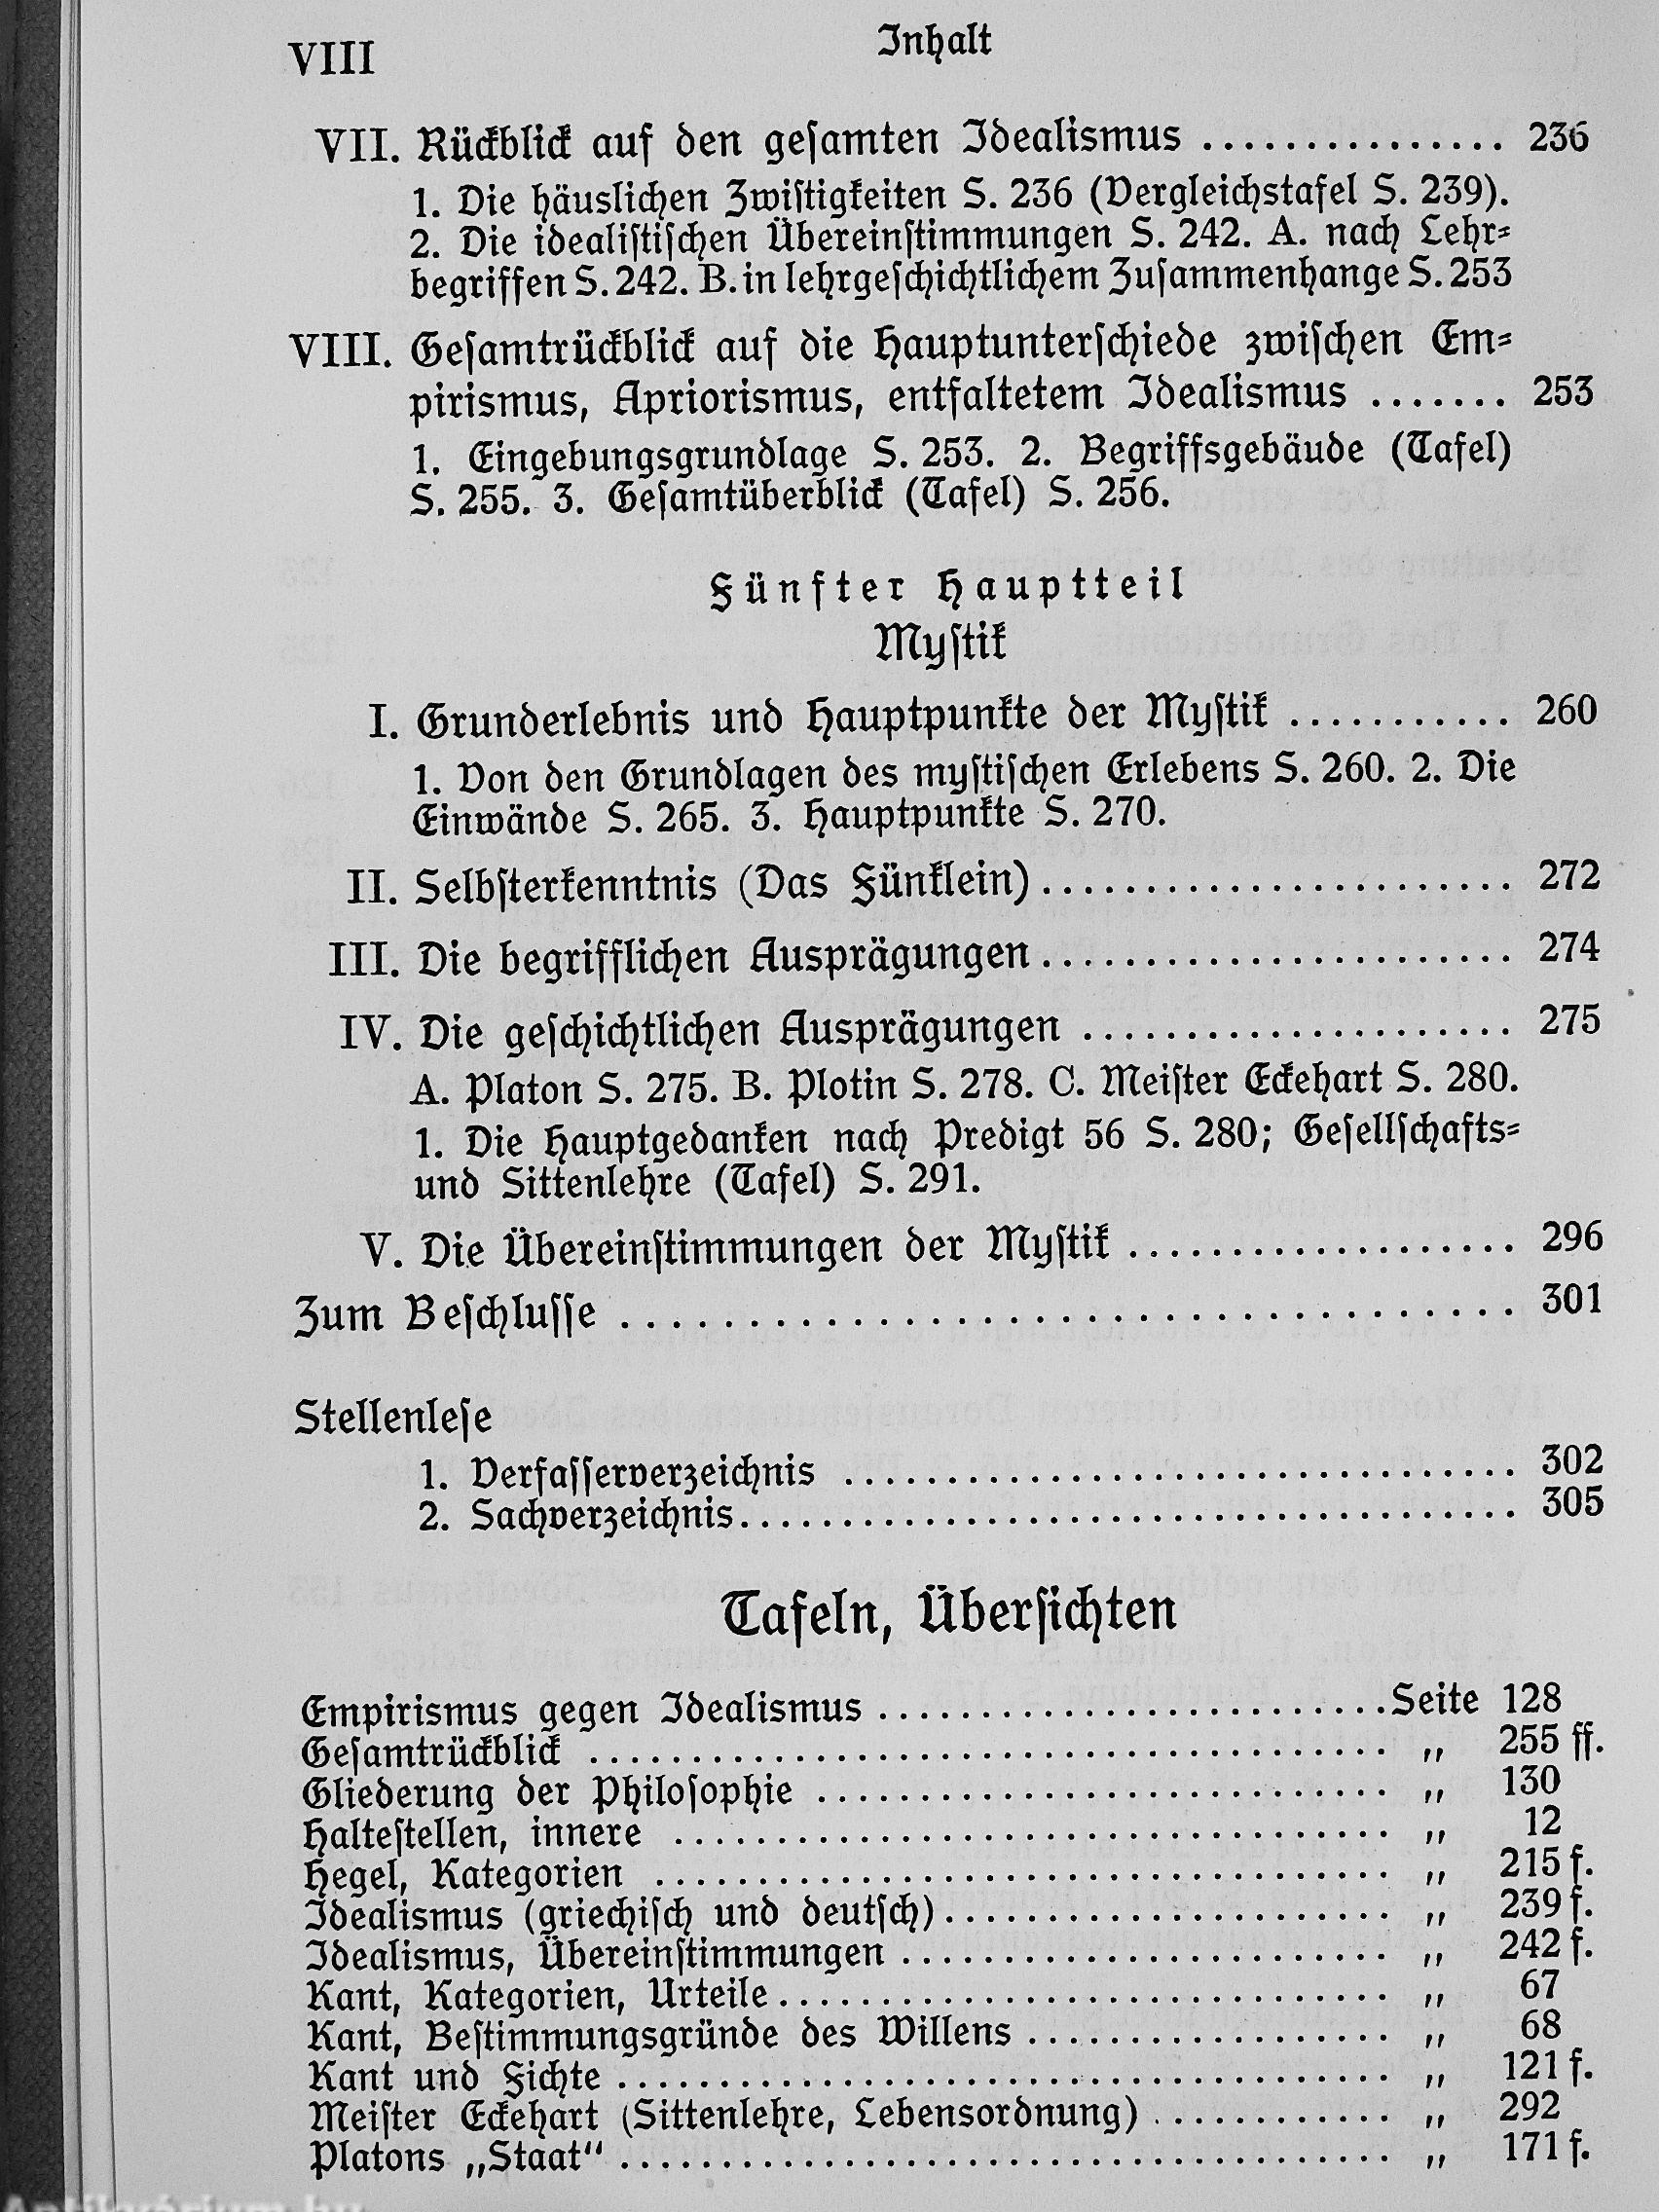 VIII
Inhalt
VII. Rückblick auf den geſamten Idealismus ............... 236
1. Die häuslichen Zwiſtigkeiten S. 236 (Vergleichstafel S. 239).
2. Die idealiſtiſchen Übereinſtimmungen S. 242. A. nach Lehr⸗
begriffen S. 242. B. in lehrgeſchichtlichem Zuſammenhange S. 253
VIII. Geſamtrückblick auf die Hauptunterſchiede zwiſchen Em⸗
pirismus, Apriorismus, entfaltetem Idealismus ....... 253
1. Eingebungsgrundlage S. 253. 2. Begriffsgebäude (Tafel)
S. 255. 3. Geſamtüberblick (Tafel) S. 256.
Fünfter Hauptteil
Myſtik
I. Grunderlebnis und Hauptpunkte der Myſtik ........... 260
1. Von den Grundlagen des myſtiſchen Erlebens S. 260. 2. Die
Einwände S. 265. 3. Hauptpunkte S. 270.
II. Selbſterkenntnis (Das Fünklein) ....................... 272
III. Die begrifflichen Ausprägungen ....................... 274
IV. Die geſchichtlichen Ausprägungen ..................... 275
A. Platon S. 275. B. Plotin S. 278. C. Meiſter Eckehart S. 280.
1. Die Hauptgedanken nach Predigt 56 S. 280; Geſellſchafts⸗
und Sittenlehre (Tafel) S. 291.
V. Die Übereinſtimmungen der Myſtik ................... 296
Zum Beſchluſſe .................................. 301
Stellenleſe
1. Verfaſſerverzeichnis ................................. 302
2. Sachverzeichnis ...................................... 305
Tafeln, Überſichten
Empirismus gegen Idealismus ......................... Seite 128
Geſamtrückblick ....................................... „ 255 ff.
Gliederung der Philoſophie ............................ „ 130
Halteſtellen, innere ................................... „ 12
Hegel, Kategorien .................................... „ 215 f.
Idealismus (griechiſch und deutſch) ...................... „ 239 f.
Idealismus, Übereinſtimmungen ........................ „ 242 f.
Kant, Kategorien, Urteile .............................. „ 67
Kant, Beſtimmungsgründe des Willens .................. „ 68
Kant und Fichte ...................................... „ 121 f.
Meiſter Eckehart (Sittenlehre, Lebensordnung) ............ „ 292
Platons „Staat“ ...................................... „ 171 f.